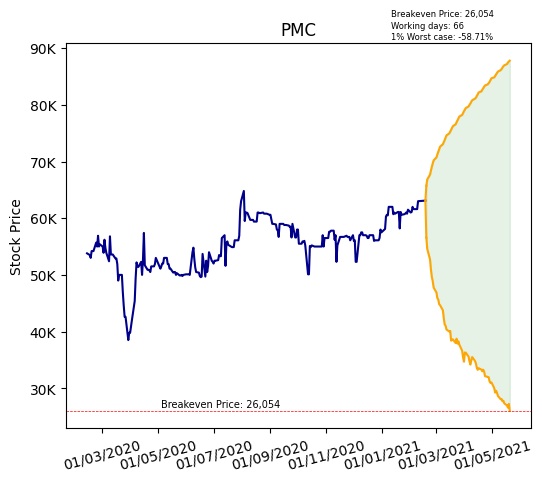 Breakeven Price: 26,054
Working days: 66
1% Worst case: -58.71%
PMC
90K
80K
70K
60K
50K
40K
30K
Stock Price
Breakeven Price: 26,054
01/03/2020
01/05/2020
01/07/2020
01/09/2020
01/11/2020
01/01/2021
01/03/2021
01/05/2021